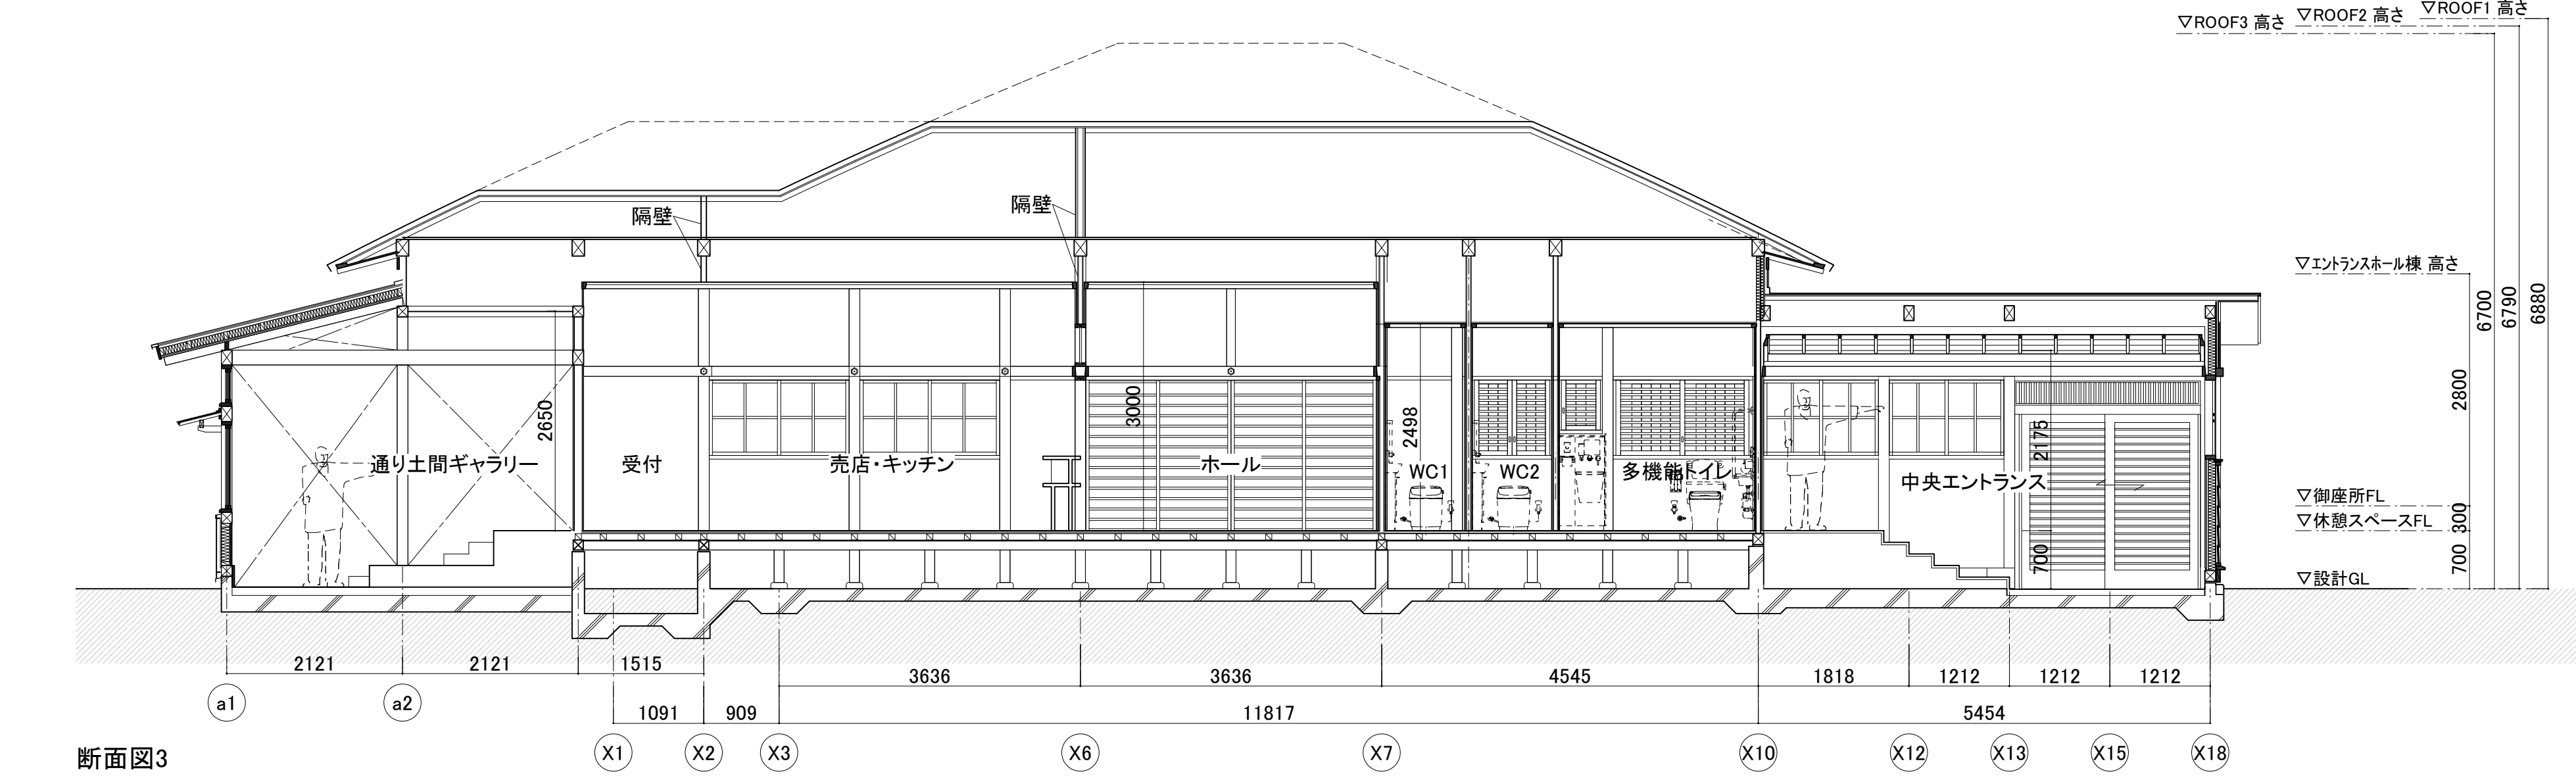 ▽ROOF3 高さ
▽ROOF2 高さ
▽ROOF1 高さ
隔壁
隔壁
▽エントランスホール棟 高さ
6700
6790
6880
2650
3000
2498
2175
2800
通り土間ギャラリー
受付
売店・キッチン
ホール
WC1
WC2
多機能トイレ
中央エントランス
▽御座所FL
▽休憩スペースFL
300
700
700
▽設計GL
2121
2121
1515
3636
3636
4545
1818
1212
1212
1212
a1
a2
1091
909
11817
5454
X1
X2
X3
X6
X7
X10
X12
X13
X15
X18
断面図3